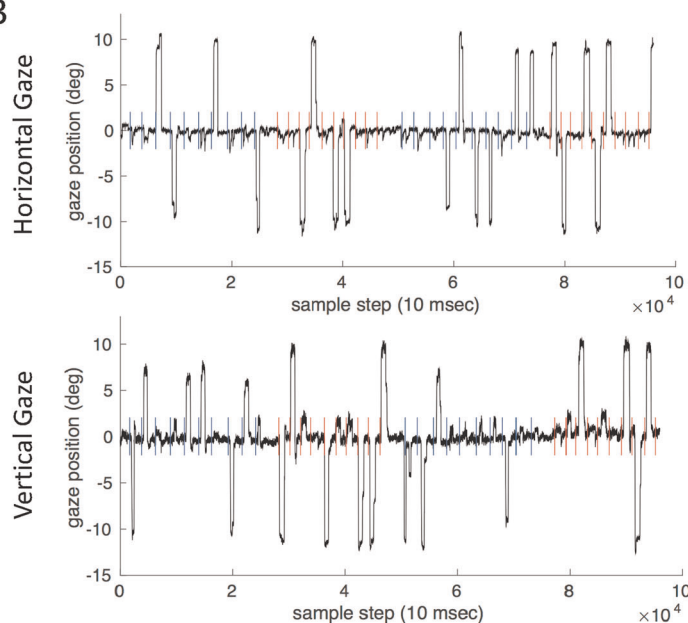 B
Horizontal Gaze
gaze position (deg)
10
5
0
-5
-10
-15
0 2 4 6 8 10
sample step (10 msec)
×10⁴
Vertical Gaze
gaze position (deg)
10
5
0
-5
-10
-15
0 2 4 6 8 10
sample step (10 msec)
×10⁴